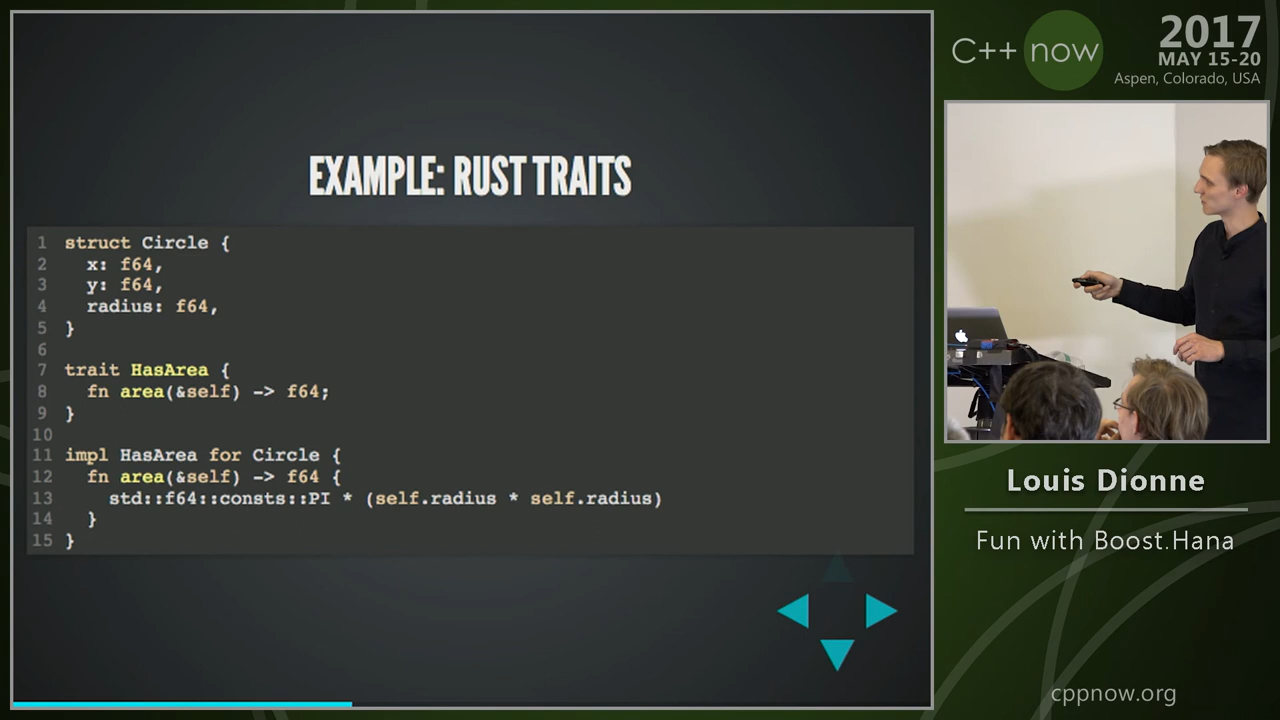 EXAMPLE: RUST TRAITS
1 struct Circle {
2   x: f64,
3   y: f64,
4   radius: f64,
5 }
6
7 trait HasArea {
8   fn area(&self) -> f64;
9 }
10
11 impl HasArea for Circle {
12   fn area(&self) -> f64 {
13     std::f64::consts::PI * (self.radius * self.radius)
14   }
15 }
C++ now
2017
MAY 15-20
Aspen, Colorado, USA
Louis Dionne
Fun with Boost.Hana
cppnow.org